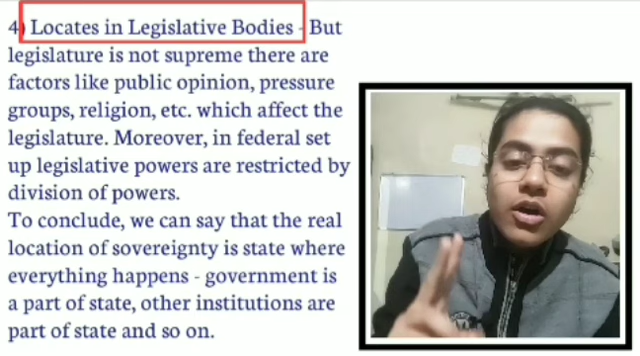 4) Locates in Legislative Bodies - But
legislature is not supreme there are
factors like public opinion, pressure
groups, religion, etc. which affect the
legislature. Moreover, in federal set
up legislative powers are restricted by
division of powers.
To conclude, we can say that the real
location of sovereignty is state where
everything happens - government is
a part of state, other institutions are
part of state and so on.